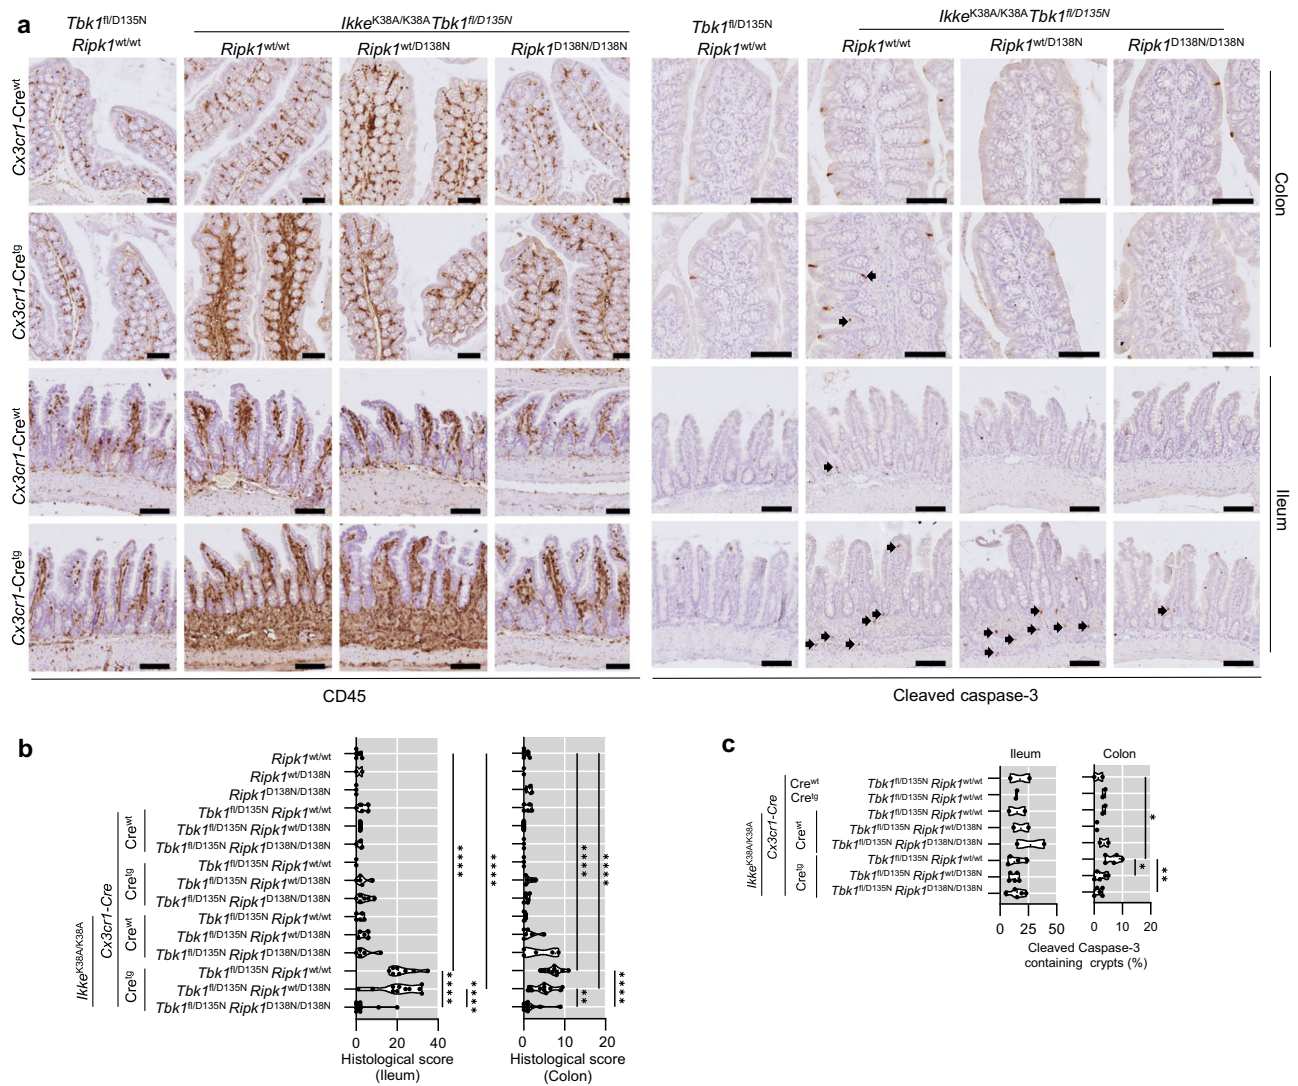 a
Tbk1fl/D135N
IkkeK38A/K38A Tbk1fl/D135N
Ripk1wt/wt
Ripk1wt/wt
Ripk1wt/D138N
Ripk1D138N/D138N
Tbk1fl/D135N
IkkeK38A/K38A Tbk1fl/D135N
Ripk1wt/wt
Ripk1wt/wt
Ripk1wt/D138N
Ripk1D138N/D138N
Cx3cr1-Crewt
Cx3cr1-Cretg
Cx3cr1-Crewt
Cx3cr1-Cretg
Colon
Ileum
CD45
Cleaved caspase-3
b
Ripk1wt/wt
Ripk1wt/D138N
Ripk1D138N/D138N
Tbk1fl/D135N Ripk1wt/wt
Tbk1fl/D135N Ripk1wt/D138N
Tbk1fl/D135N Ripk1D138N/D138N
Tbk1fl/D135N Ripk1wt/wt
Tbk1fl/D135N Ripk1wt/D138N
Tbk1fl/D135N Ripk1D138N/D138N
Tbk1fl/D135N Ripk1wt/wt
Tbk1fl/D135N Ripk1wt/D138N
Tbk1fl/D135N Ripk1D138N/D138N
Tbk1fl/D135N Ripk1wt/wt
Tbk1fl/D135N Ripk1wt/D138N
Tbk1fl/D135N Ripk1D138N/D138N
IkkeK38A/K38A
Cx3cr1-Cre
Crewt
Cretg
Crewt
Cretg
****
****
****
****
0 20 40
Histological score
(Ileum)
****
****
**
****
0 10 20
Histological score
(Colon)
c
Ileum
Colon
Crewt
Cretg
Crewt
Cretg
Cx3cr1-Cre
IkkeK38A/K38A
Tbk1fl/D135N Ripk1wt/wt
Tbk1fl/D135N Ripk1wt/wt
Tbk1fl/D135N Ripk1wt/wt
Tbk1fl/D135N Ripk1wt/D138N
Tbk1fl/D135N Ripk1D138N/D138N
Tbk1fl/D135N Ripk1wt/wt
Tbk1fl/D135N Ripk1wt/D138N
Tbk1fl/D135N Ripk1D138N/D138N
*
*
**
0 25 50
0 10 20
Cleaved Caspase-3
containing crypts (%)